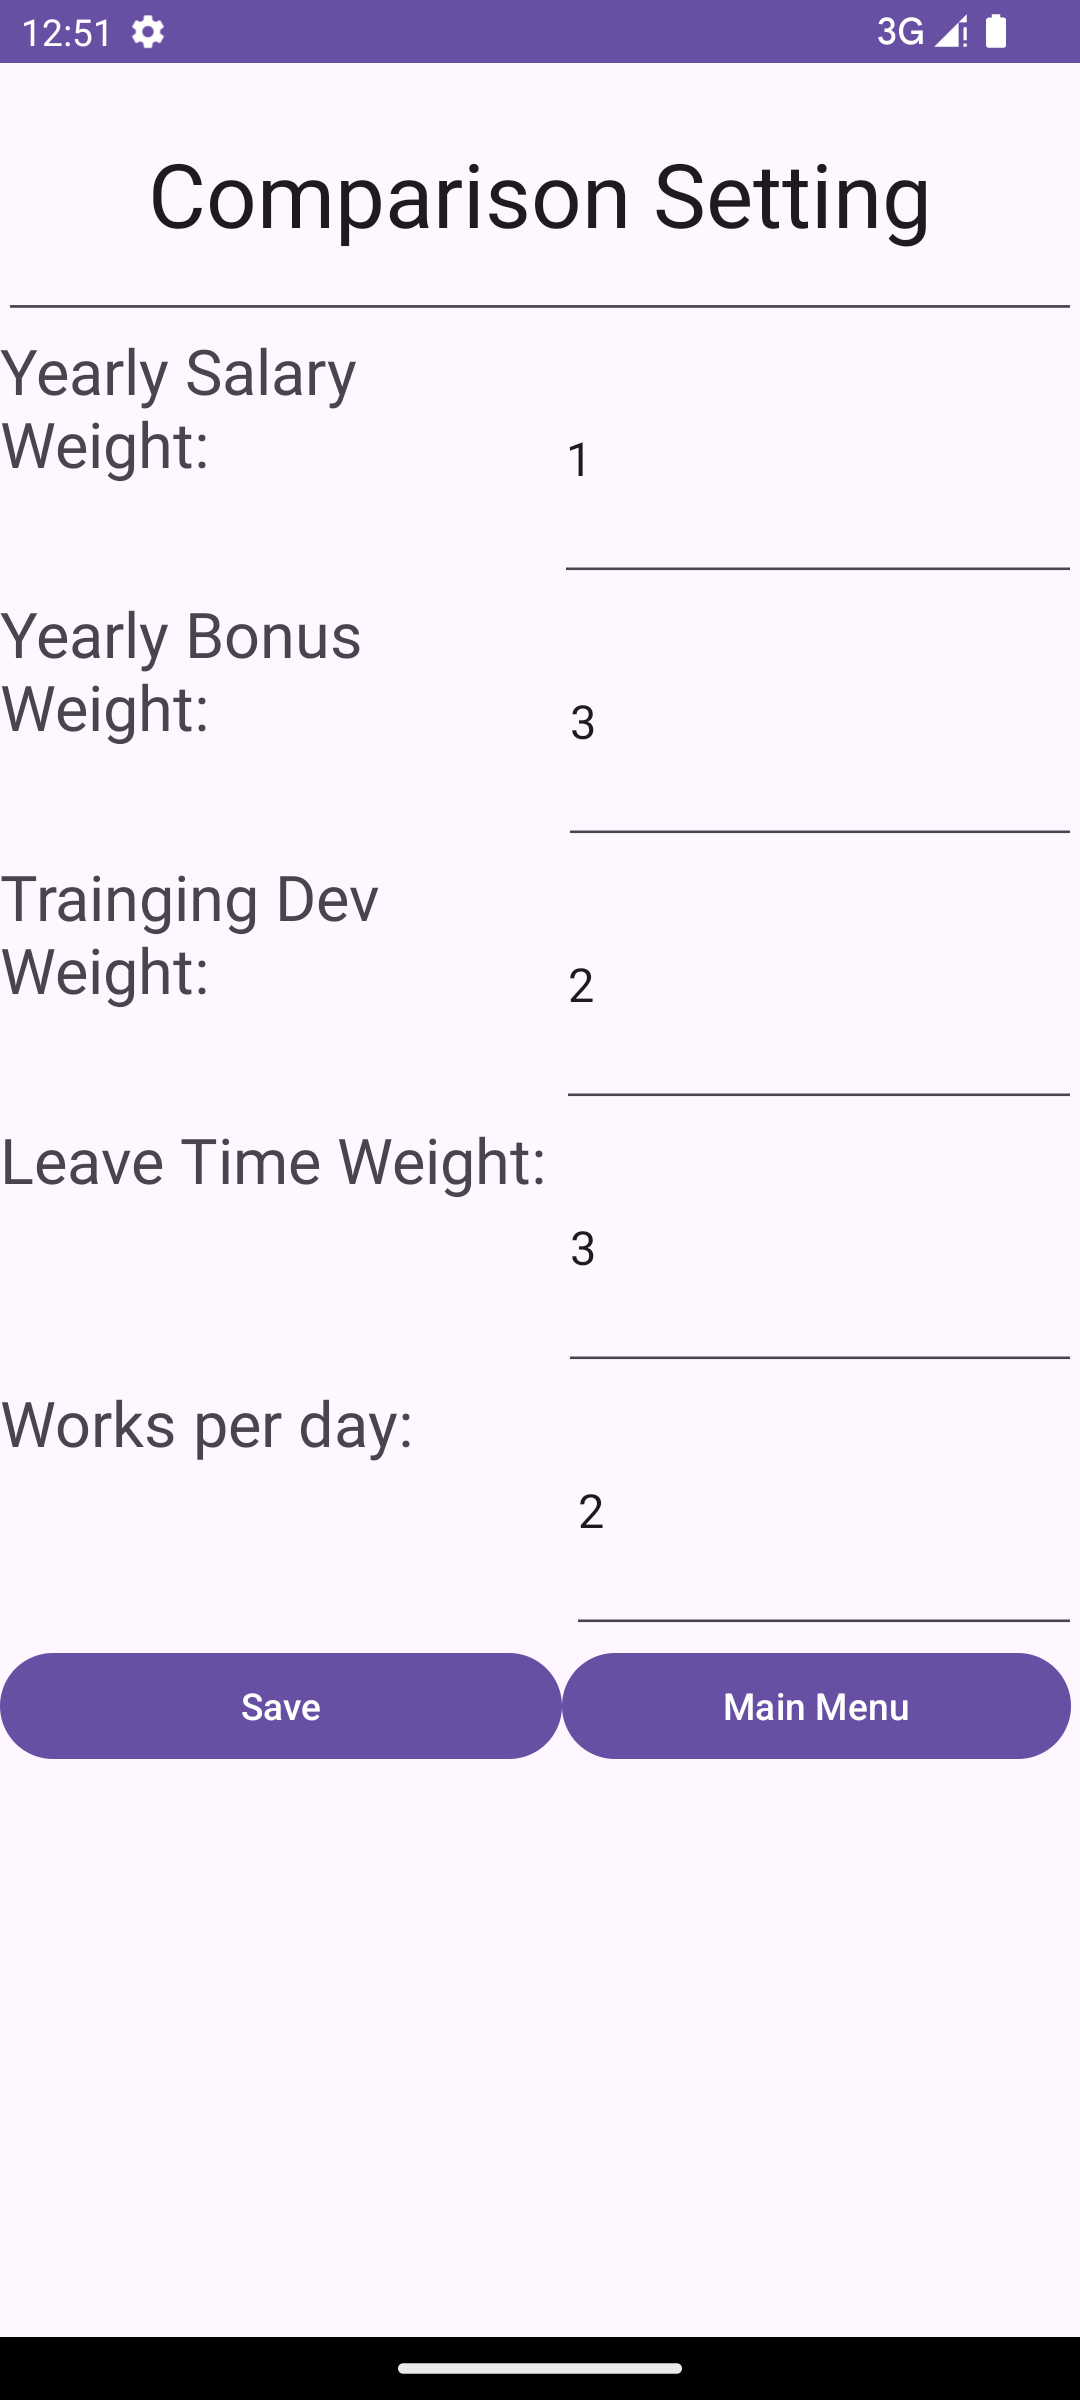 12:51
3G
Comparison Setting
Yearly Salary
Weight:
1
Yearly Bonus
Weight:
3
Trainging Dev
Weight:
2
Leave Time Weight:
3
Works per day:
2
Save
Main Menu